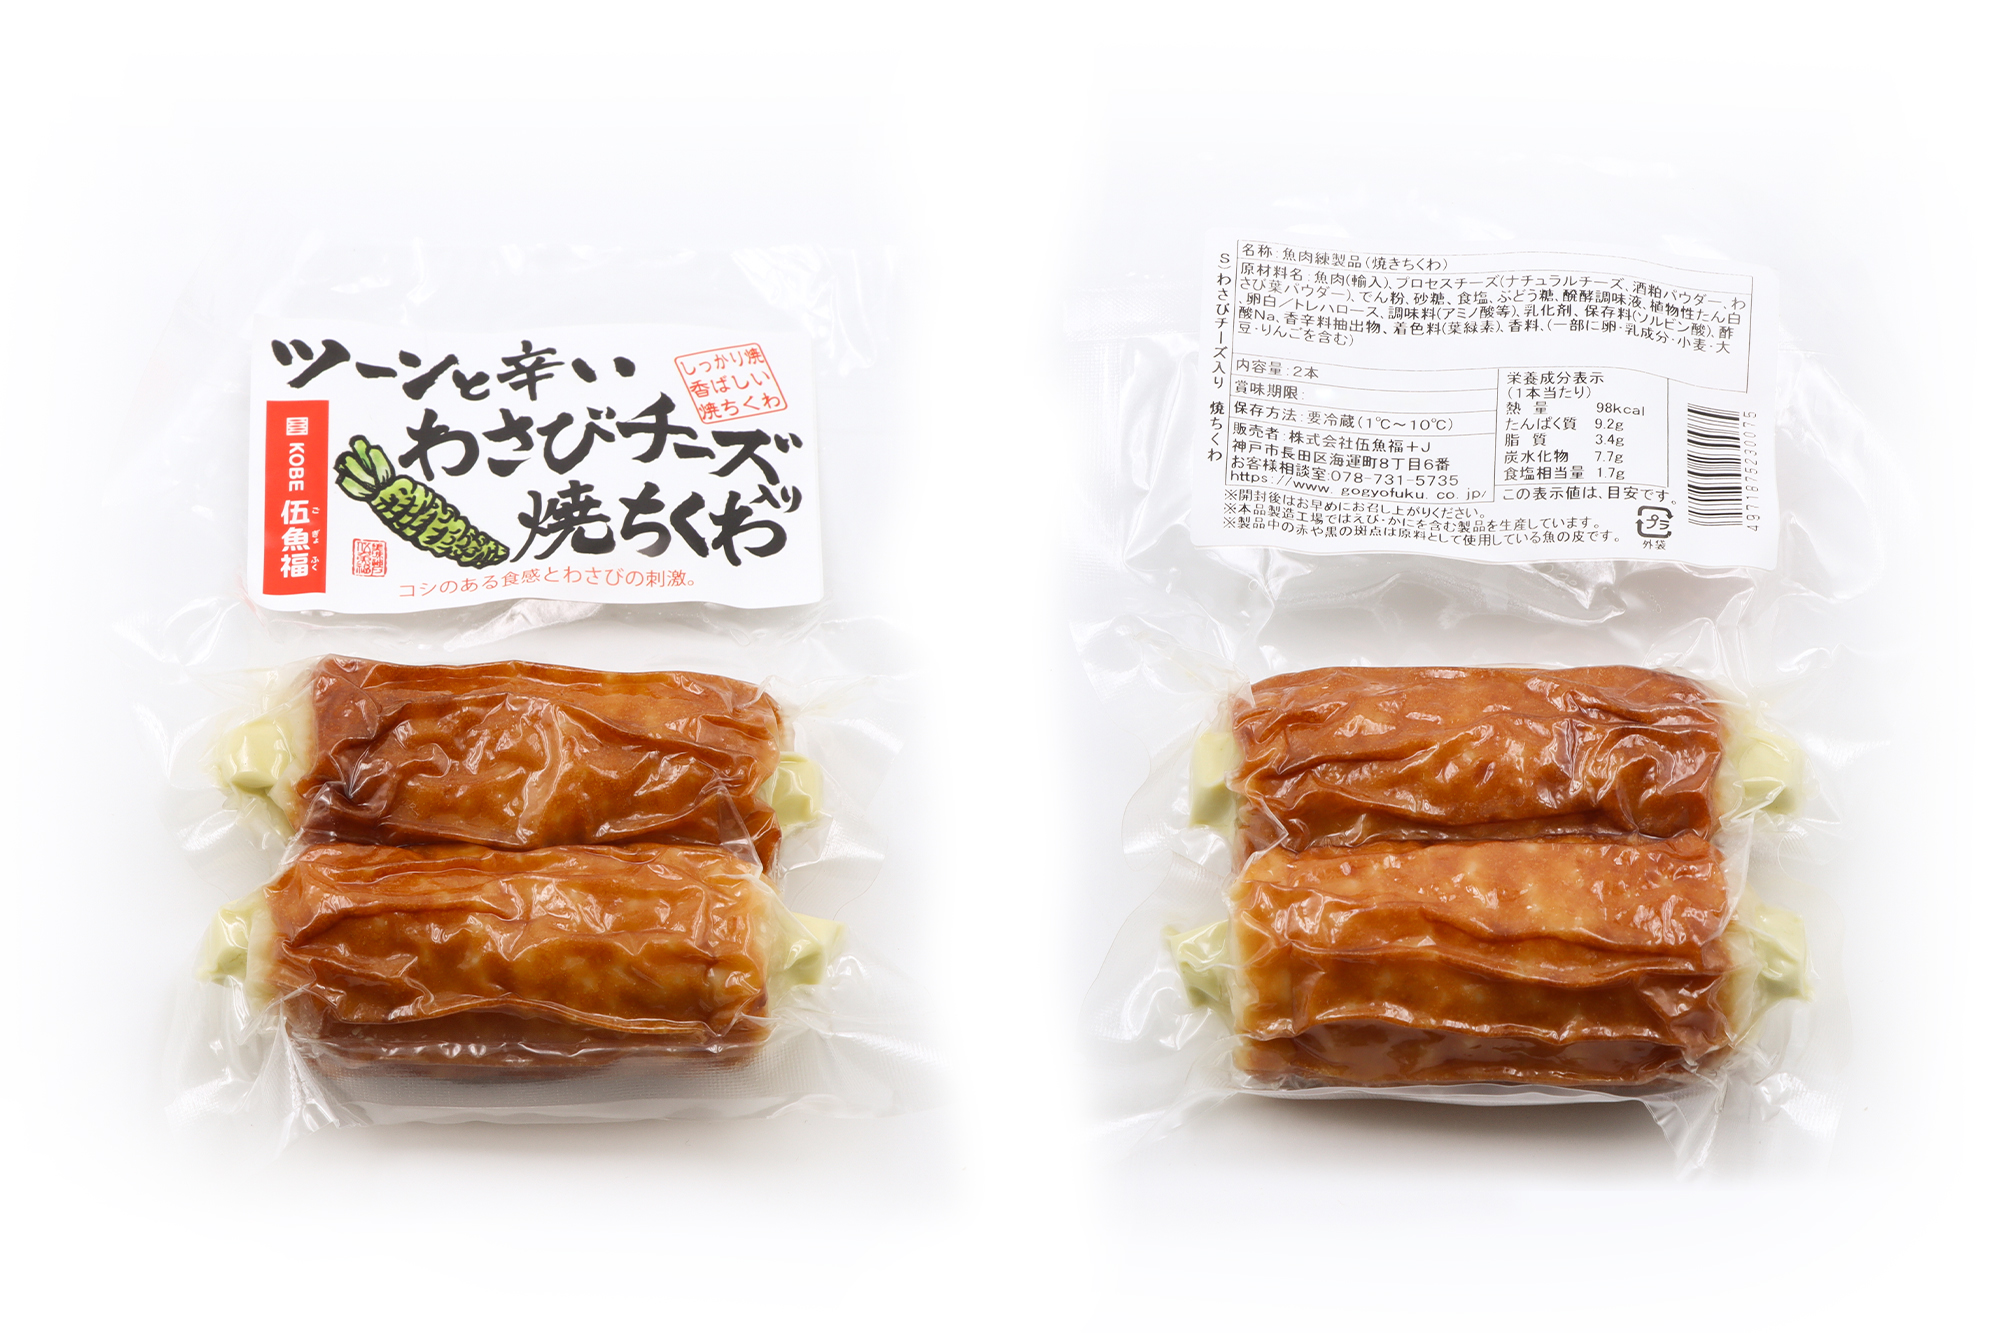 ツーンと辛い
わさびチーズ入り
焼ちくわ
しっかり焼
香ばしい
焼ちくわ
KOBE 伍魚福
ごぎょふく
コシのある食感とわさびの刺激。
S）わさびチーズ入り 焼ちくわ
名称：魚肉練製品（焼きちくわ）
原材料名：魚肉（輸入）、プロセスチーズ（ナチュラルチーズ、酒粕パウダー、わ
さび葉パウダー）、でん粉、砂糖、食塩、ぶどう糖、醗酵調味液、植物性たん白
、卵白／トレハロース、調味料（アミノ酸等）、乳化剤、保存料（ソルビン酸）、酢
酸Na、香辛料抽出物、着色料（葉緑素）、香料、（一部に卵・乳成分・小麦・大
豆・りんごを含む）
内容量：2本
賞味期限：
保存方法：要冷蔵（1℃～10℃）
販売者：株式会社伍魚福＋J
神戸市長田区海運町8丁目6番
お客様相談室：078-731-5735
https://www.gogyofuku.co.jp/
栄養成分表示
（1本当たり）
熱量 98kcal
たんぱく質 9.2g
脂質 3.4g
炭水化物 7.7g
食塩相当量 1.7g
この表示値は、目安です。
※開封後はお早めにお召し上がりください。
※本品製造工場ではえび・かにを含む製品を生産しています。
※製品中の赤や黒の斑点は原料として使用している魚の皮です。
プラ
外袋
4971875230075